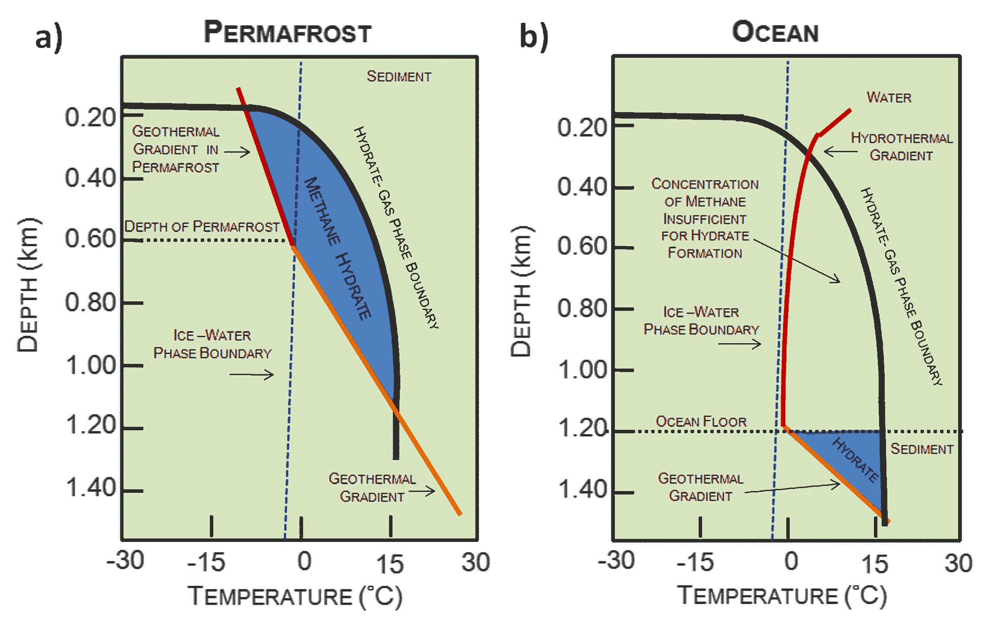 a)
PERMAFROST
SEDIMENT
0.20
GEOTHERMAL
GRADIENT IN
PERMAFROST
HYDRATE- GAS PHASE BOUNDARY
0.40
METHANE HYDRATE
DEPTH OF PERMAFROST
0.60
DEPTH (km)
0.80
ICE –WATER
PHASE BOUNDARY
1.00
1.20
GEOTHERMAL
GRADIENT
1.40
-30 -15 0 15 30
TEMPERATURE (°C)
b)
OCEAN
WATER
0.20
HYDROTHERMAL
GRADIENT
0.40
CONCENTRATION
OF METHANE
INSUFFICIENT
FOR HYDRATE
FORMATION
HYDRATE- GAS PHASE BOUNDARY
0.60
DEPTH (km)
0.80
ICE –WATER
PHASE BOUNDARY
1.00
OCEAN FLOOR
1.20
HYDRATE
SEDIMENT
GEOTHERMAL
GRADIENT
1.40
-30 -15 0 15 30
TEMPERATURE (°C)